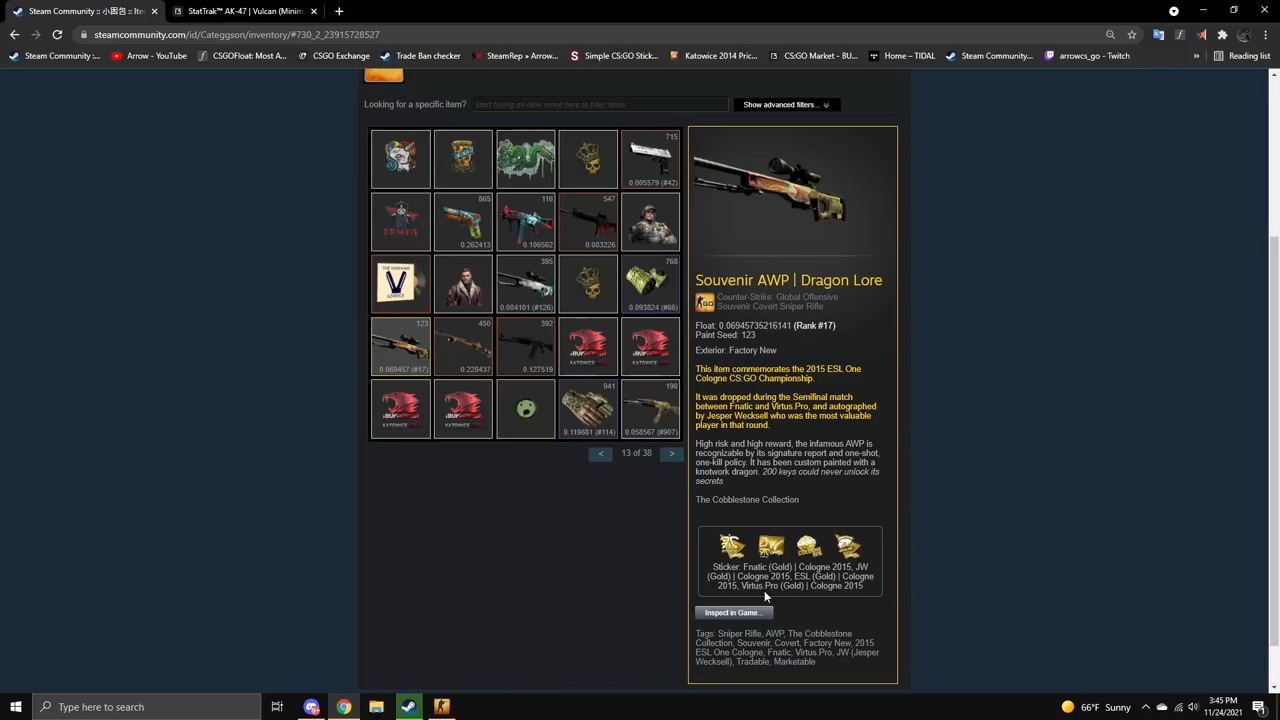 Steam Community :: Items ×
StatTrak™ AK-47 | Vulcan (Minim ×
steamcommunity.com/id/Categgson/inventory/#730_2_23915728527
Steam Community :...
Arrow - YouTube
CSGOFloat: Most Co...
CSGO Exchange
Trade Ban checker
SteamRep » Arrow...
Simple CS:GO Stick...
Katowice 2014 Pric...
CS:GO Market - BU...
Home — TIDAL
Steam Community...
arrowcs_go - Twitch
»
Reading list
Looking for a specific item?
Start typing an item name here to filter items
Show advanced filters...
715
0.005579 (#42)
865
0.262413
116
0.106562
547
0.083226
395
0.004101 (#126)
768
0.093824 (#66)
123
0.069457 (#17)
450
0.228437
392
0.127519
KATOWICE
KATOWICE
KATOWICE
KATOWICE
941
0.119881 (#114)
190
0.058567 (#907)
< 13 of 38 >
Souvenir AWP | Dragon Lore
Counter-Strike: Global Offensive
Souvenir Covert Sniper Rifle
Float: 0.06945735216141 (Rank #17)
Paint Seed: 123
Exterior: Factory New
This item commemorates the 2015 ESL One
Cologne CS:GO Championship.
It was dropped during the Semifinal match
between Fnatic and Virtus.Pro, and autographed
by Jesper Wecksell who was the most valuable
player in that round.
High risk and high reward, the infamous AWP is
recognizable by its signature report and one-shot,
one-kill policy. It has been custom painted with a
knotwork dragon. 200 keys could never unlock its
secrets
The Cobblestone Collection
Sticker: Fnatic (Gold) | Cologne 2015, JW
(Gold) | Cologne 2015, ESL (Gold) | Cologne
2015, Virtus.Pro (Gold) | Cologne 2015
Inspect in Game...
Tags: Sniper Rifle, AWP, The Cobblestone
Collection, Souvenir, Covert, Factory New, 2015
ESL One Cologne, Fnatic, Virtus.Pro, JW (Jesper
Wecksell), Tradable, Marketable
Type here to search
66°F Sunny
3:45 PM
11/24/2021